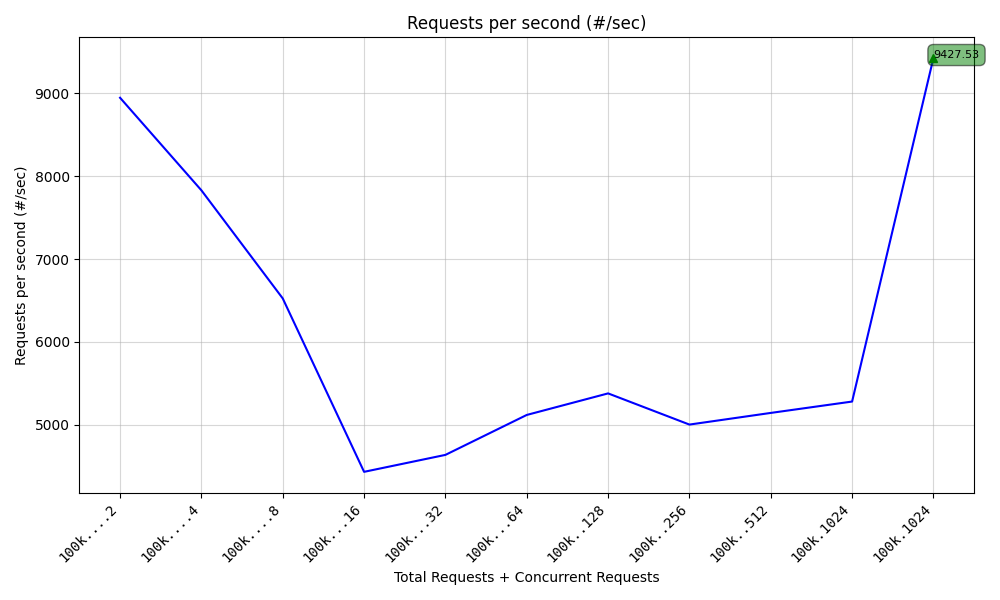 Requests per second (#/sec)
9427.53
9000
8000
7000
6000
5000
Requests per second (#/sec)
100k....2
100k....4
100k....8
100k...16
100k...32
100k...64
100k..128
100k..256
100k..512
100k.1024
100k.1024
Total Requests + Concurrent Requests